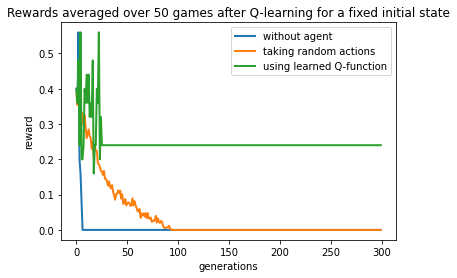 Rewards averaged over 50 games after Q-learning for a fixed initial state
without agent
taking random actions
using learned Q-function
reward
0.5
0.4
0.3
0.2
0.1
0.0
0 50 100 150 200 250 300
generations